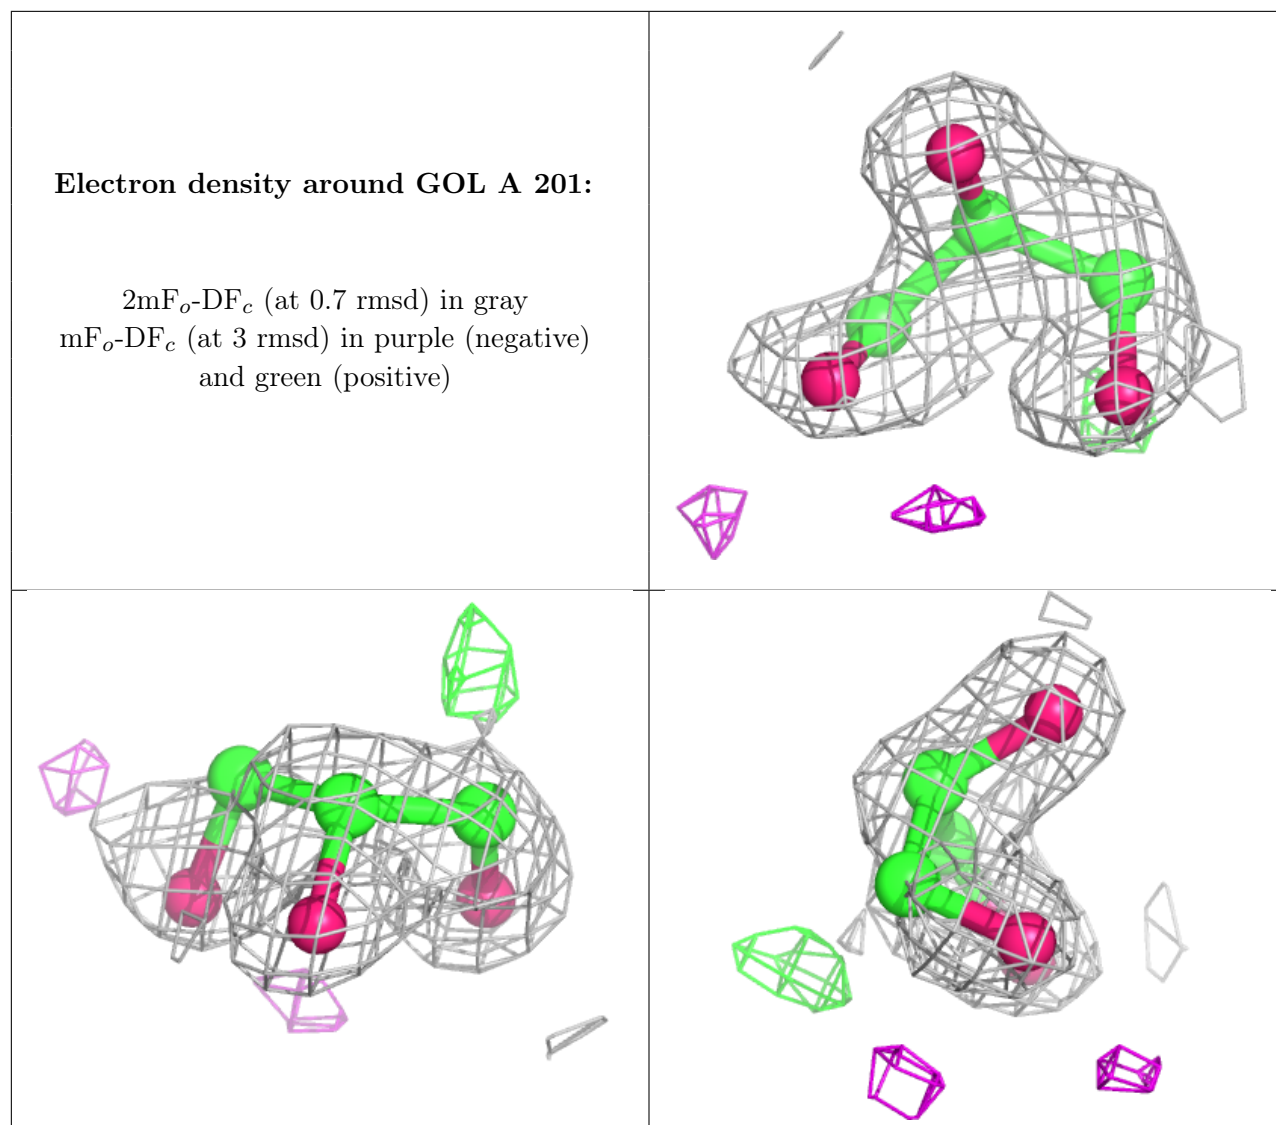 Electron density around GOL A 201:
2mFo-DFc (at 0.7 rmsd) in gray
mFo-DFc (at 3 rmsd) in purple (negative)
and green (positive)